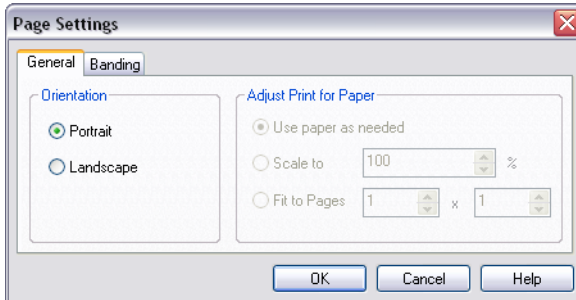 Page Settings
General Banding
Orientation
Portrait
Landscape
Adjust Print for Paper
Use paper as needed
Scale to 100 %
Fit to Pages 1 x 1
OK Cancel Help